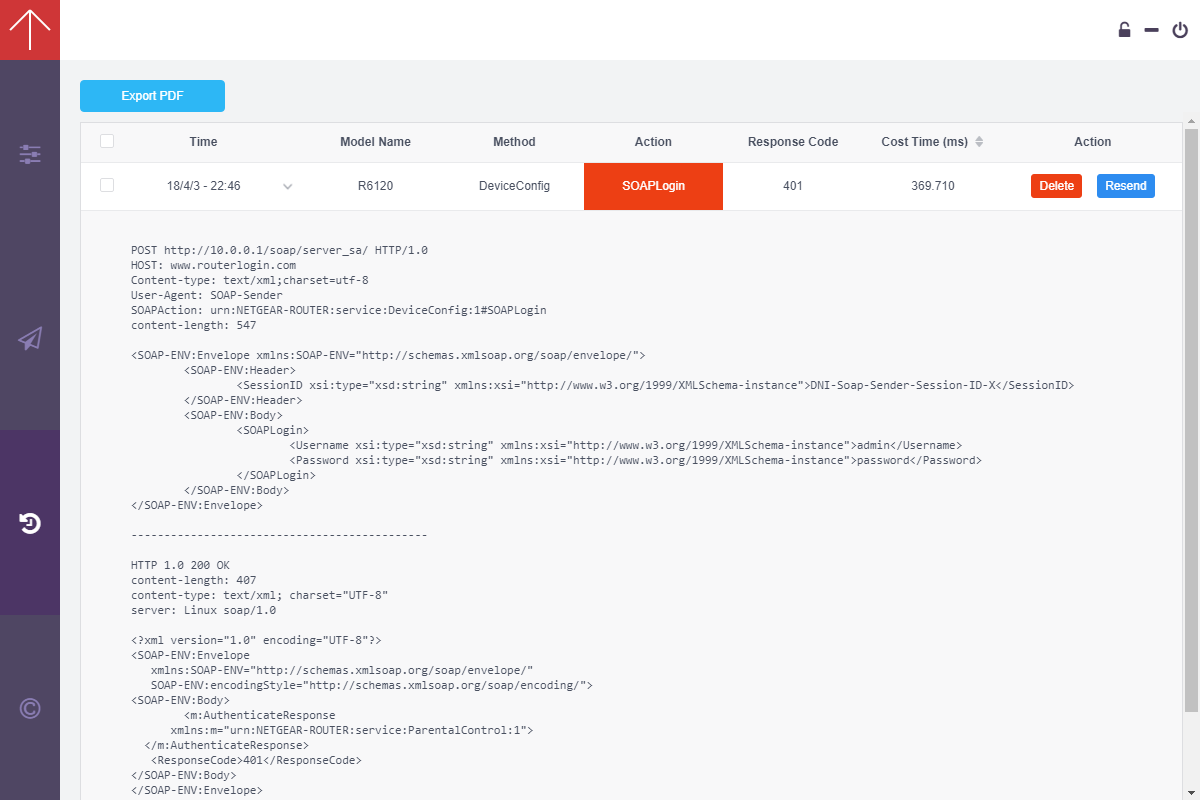 Export PDF
Time Model Name Method Action Response Code Cost Time (ms) Action
18/4/3 - 22:46 R6120 DeviceConfig SOAPLogin 401 369.710 Delete Resend
POST http://10.0.0.1/soap/server_sa/ HTTP/1.0
HOST: www.routerlogin.com
Content-type: text/xml;charset=utf-8
User-Agent: SOAP-Sender
SOAPAction: urn:NETGEAR-ROUTER:service:DeviceConfig:1#SOAPLogin
content-length: 547
<SOAP-ENV:Envelope xmlns:SOAP-ENV="http://schemas.xmlsoap.org/soap/envelope/">
<SOAP-ENV:Header>
<SessionID xsi:type="xsd:string" xmlns:xsi="http://www.w3.org/1999/XMLSchema-instance">DNI-Soap-Sender-Session-ID-X</SessionID>
</SOAP-ENV:Header>
<SOAP-ENV:Body>
<SOAPLogin>
<Username xsi:type="xsd:string" xmlns:xsi="http://www.w3.org/1999/XMLSchema-instance">admin</Username>
<Password xsi:type="xsd:string" xmlns:xsi="http://www.w3.org/1999/XMLSchema-instance">password</Password>
</SOAPLogin>
</SOAP-ENV:Body>
</SOAP-ENV:Envelope>
---------------------------------------------
HTTP 1.0 200 OK
content-length: 407
content-type: text/xml; charset="UTF-8"
server: Linux soap/1.0
<?xml version="1.0" encoding="UTF-8"?>
<SOAP-ENV:Envelope
xmlns:SOAP-ENV="http://schemas.xmlsoap.org/soap/envelope/"
SOAP-ENV:encodingStyle="http://schemas.xmlsoap.org/soap/encoding/">
<SOAP-ENV:Body>
<m:AuthenticateResponse
xmlns:m="urn:NETGEAR-ROUTER:service:ParentalControl:1">
</m:AuthenticateResponse>
<ResponseCode>401</ResponseCode>
</SOAP-ENV:Body>
</SOAP-ENV:Envelope>